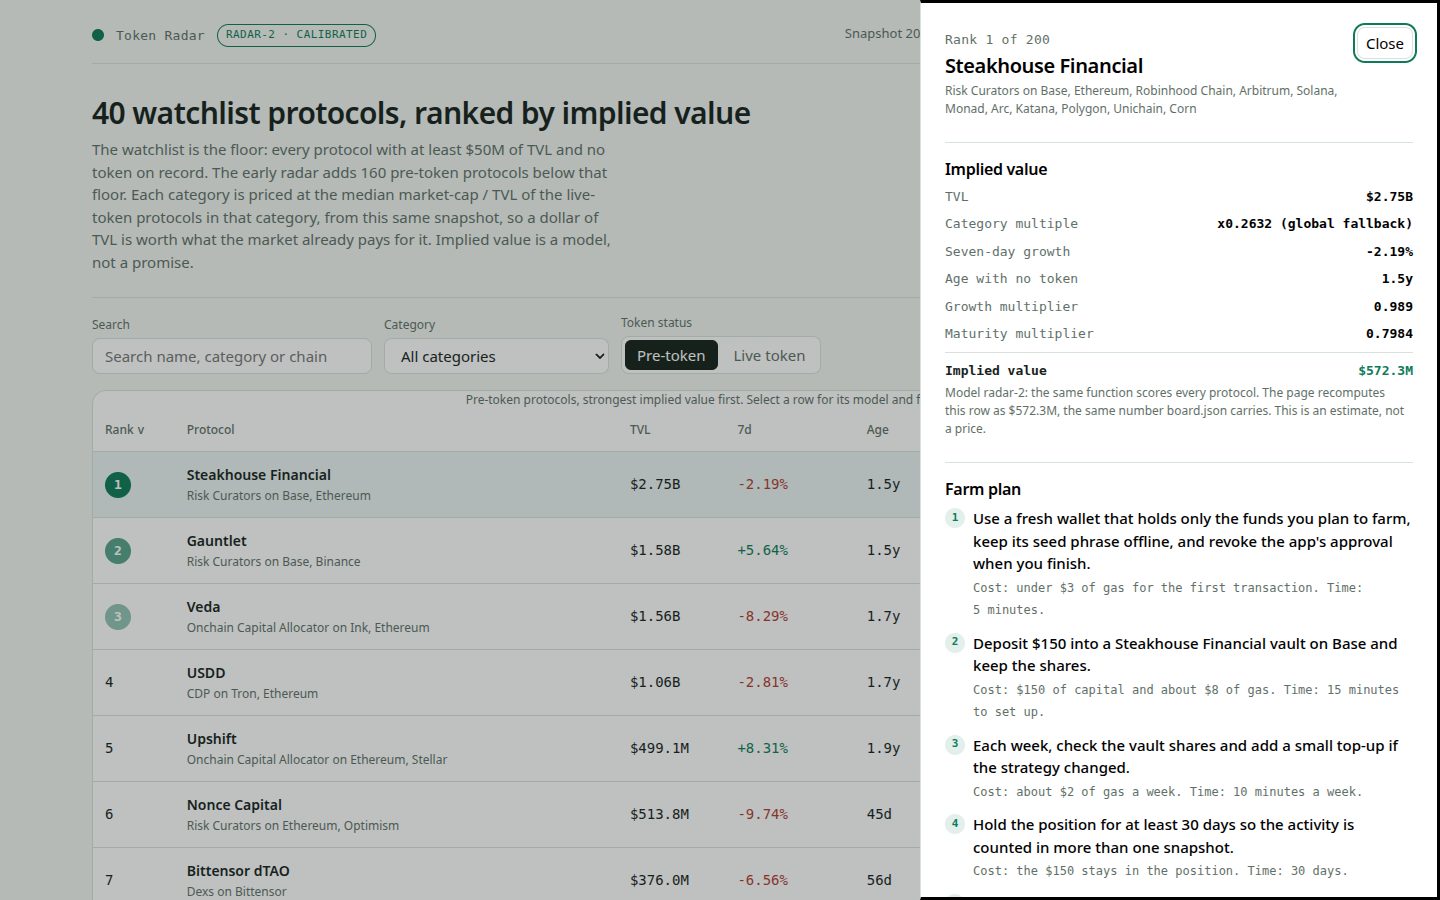 Token Radar
RADAR-2 · CALIBRATED
Snapshot 20
40 watchlist protocols, ranked by implied value
The watchlist is the floor: every protocol with at least $50M of TVL and no
token on record. The early radar adds 160 pre-token protocols below that
floor. Each category is priced at the median market-cap / TVL of the live-
token protocols in that category, from this same snapshot, so a dollar of
TVL is worth what the market already pays for it. Implied value is a model,
not a promise.
Search
Category
Token status
Search name, category or chain
All categories
Pre-token
Live token
Pre-token protocols, strongest implied value first. Select a row for its model and f
Rank v
Protocol
TVL
7d
Age
1
Steakhouse Financial
Risk Curators on Base, Ethereum
$2.75B
-2.19%
1.5y
2
Gauntlet
Risk Curators on Base, Binance
$1.58B
+5.64%
1.5y
3
Veda
Onchain Capital Allocator on Ink, Ethereum
$1.56B
-8.29%
1.7y
4
USDD
CDP on Tron, Ethereum
$1.06B
-2.81%
1.7y
5
Upshift
Onchain Capital Allocator on Ethereum, Stellar
$499.1M
+8.31%
1.9y
6
Nonce Capital
Risk Curators on Ethereum, Optimism
$513.8M
-9.74%
45d
7
Bittensor dTAO
Dexs on Bittensor
$376.0M
-6.56%
56d
Rank 1 of 200
Close
Steakhouse Financial
Risk Curators on Base, Ethereum, Robinhood Chain, Arbitrum, Solana,
Monad, Arc, Katana, Polygon, Unichain, Corn
Implied value
TVL
$2.75B
Category multiple
x0.2632 (global fallback)
Seven-day growth
-2.19%
Age with no token
1.5y
Growth multiplier
0.989
Maturity multiplier
0.7984
Implied value
$572.3M
Model radar-2: the same function scores every protocol. The page recomputes
this row as $572.3M, the same number board.json carries. This is an estimate, not
a price.
Farm plan
1
Use a fresh wallet that holds only the funds you plan to farm,
keep its seed phrase offline, and revoke the app's approval
when you finish.
Cost: under $3 of gas for the first transaction. Time:
5 minutes.
2
Deposit $150 into a Steakhouse Financial vault on Base and
keep the shares.
Cost: $150 of capital and about $8 of gas. Time: 15 minutes
to set up.
3
Each week, check the vault shares and add a small top-up if
the strategy changed.
Cost: about $2 of gas a week. Time: 10 minutes a week.
4
Hold the position for at least 30 days so the activity is
counted in more than one snapshot.
Cost: the $150 stays in the position. Time: 30 days.